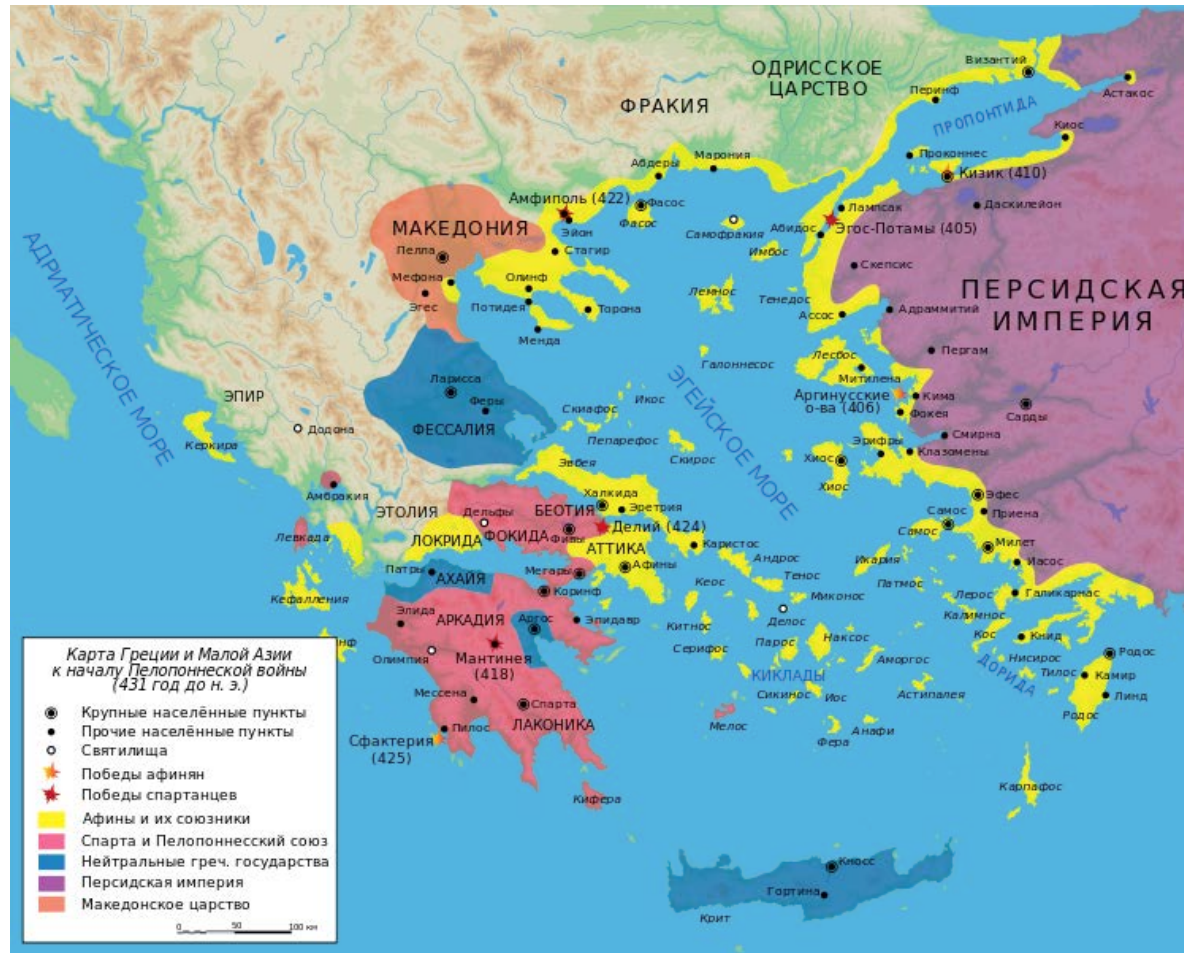 ОДРИССКОЕ
ЦАРСТВО
ФРАКИЯ
Византий
Перинф
Астакос
ПРОПОНТИДА
Киос
Проконнес
Кизик (410)
Абдеры
Марония
Амфиполь (422)
Эйон
Фасос
Фасос
Самофракия
Имброс
Лампсак
Абидос
Эгос-Потамы (405)
Даскилейон
МАКЕДОНИЯ
Пелла
Стагир
Мефона
Эгес
Олинф
Потидея
Торона
Менда
Лемнос
Тенедос
Скепсис
Ассос
Адраммитий
ПЕРСИДСКАЯ
ИМПЕРИЯ
АДРИАТИЧЕСКОЕ МОРЕ
ЭГЕЙСКОЕ МОРЕ
Галоннесос
Лесбос
Митилена
Пергам
Аргинусские
о-ва (406)
Кима
Фокея
Сарды
ЭПИР
Додона
Керкира
Ларисса
Феры
ФЕССАЛИЯ
Скиафос
Икос
Пепарефос
Скирос
Смирна
Эрифры
Клазомены
Хиос
Хиос
Амбракия
Левкада
ЭТОЛИЯ
Эвбея
Халкида
Эретрия
Дельфы
БЕОТИЯ
ФОКИДА
Фивы
Делий (424)
ЛОКРИДА
АТТИКА
Афины
Каристос
Эфес
Приена
Самос
Самос
Милет
Иасос
Патры
АХАЙЯ
Мегары
Коринф
Андрос
Тенос
Миконос
Икария
Патмос
Кеос
Кефалления
Элида
АРКАДИЯ
Аргос
Эпидавр
Делос
Лерос
Галикарнас
Калимнос
Китнос
Парос
Наксос
Серифос
Кос
Книд
Нисирос
Родос
Олимпия
Мантинея
(418)
КИКЛАДЫ
Аморгос
ДОРИДА
Тилос
Камир
Линд
Родос
Мессена
Спарта
Пилос
ЛАКОНИКА
Сфактерия
(425)
Мелос
Сикинос
Иос
Астипалея
Фера
Анафи
Кифера
Карпафос
Кносс
Гортина
Крит
Карта Греции и Малой Азии
к началу Пелопоннеской войны
(431 год до н. э.)
Крупные населённые пункты
Прочие населённые пункты
Святилища
Победы афинян
Победы спартанцев
Афины и их союзники
Спарта и Пелопоннесский союз
Нейтральные греч. государства
Персидская империя
Македонское царство
0 50 100 км